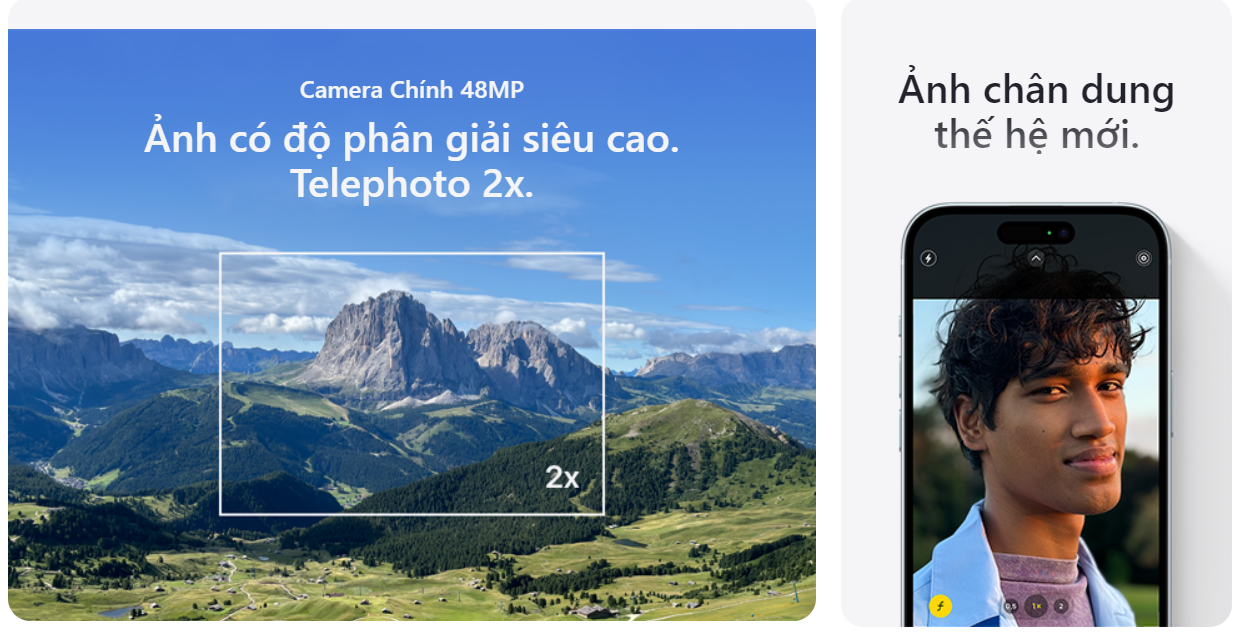 Camera Chính 48MP
Ảnh có độ phân giải siêu cao.
Telephoto 2x.
2x
Ảnh chân dung
thế hệ mới.
f
0,5 1× 2